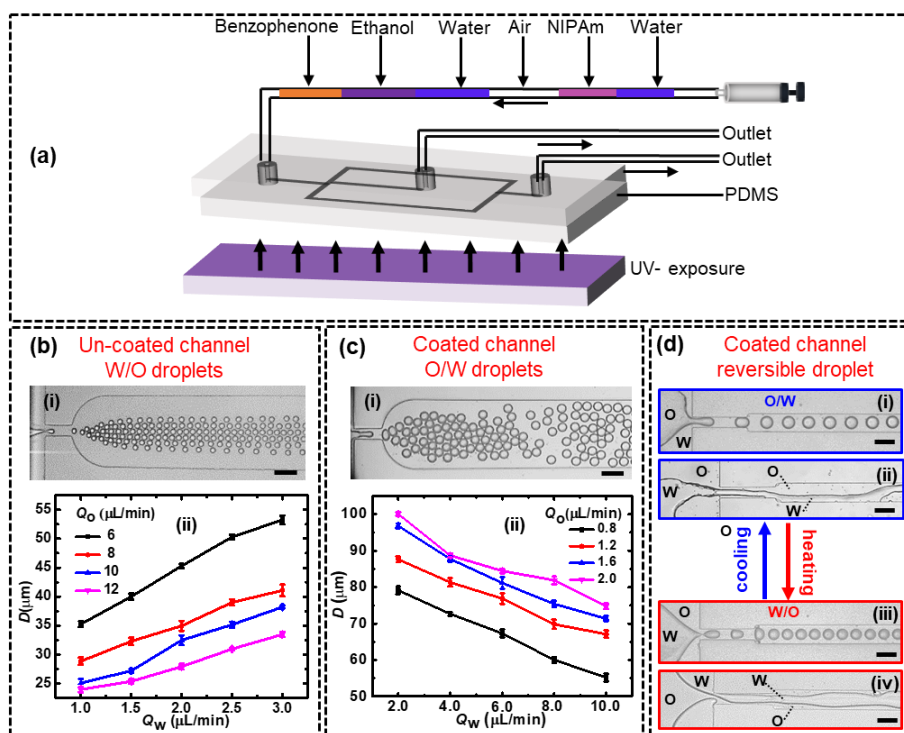 Benzophenone Ethanol Water Air NIPAm Water
(a)
Outlet
Outlet
PDMS
UV- exposure
(b) Un-coated channel
W/O droplets
(i)
Q_O (μL/min)
6
8
10
12
(ii)
55
50
45
40
35
30
25
D(μm)
1.0 1.5 2.0 2.5 3.0
Q_W (μL/min)
(c) Coated channel
O/W droplets
(i)
(ii)
Q_O(μL/min)
0.8
1.2
1.6
2.0
100
90
80
70
60
50
D (μm)
2.0 4.0 6.0 8.0 10.0
Q_W (μL/min)
(d) Coated channel
reversible droplet
O/W
(i)
O
W
O
O
(ii)
W
W
O
cooling
heating
W/O
O
(iii)
W
W
W
(iv)
O
O